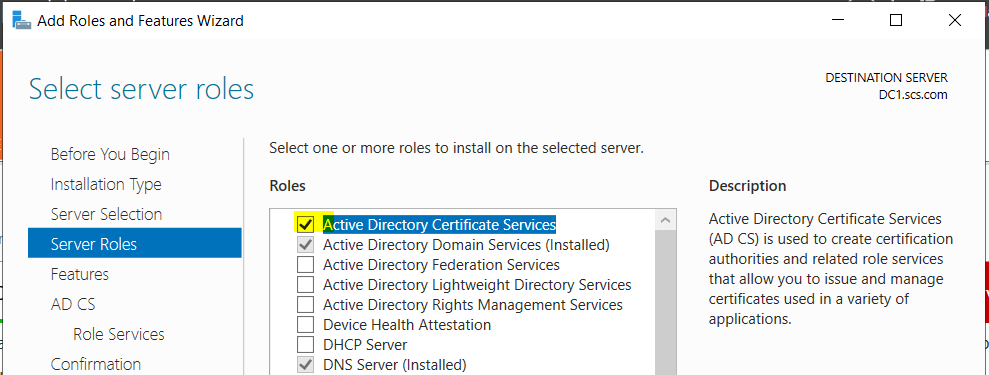 Add Roles and Features Wizard
Select server roles
DESTINATION SERVER
DC1.scs.com
Before You Begin
Installation Type
Server Selection
Server Roles
Features
AD CS
Role Services
Confirmation
Select one or more roles to install on the selected server.
Roles
Active Directory Certificate Services
Active Directory Domain Services (Installed)
Active Directory Federation Services
Active Directory Lightweight Directory Services
Active Directory Rights Management Services
Device Health Attestation
DHCP Server
DNS Server (Installed)
Description
Active Directory Certificate Services
(AD CS) is used to create certification
authorities and related role services
that allow you to issue and manage
certificates used in a variety of
applications.